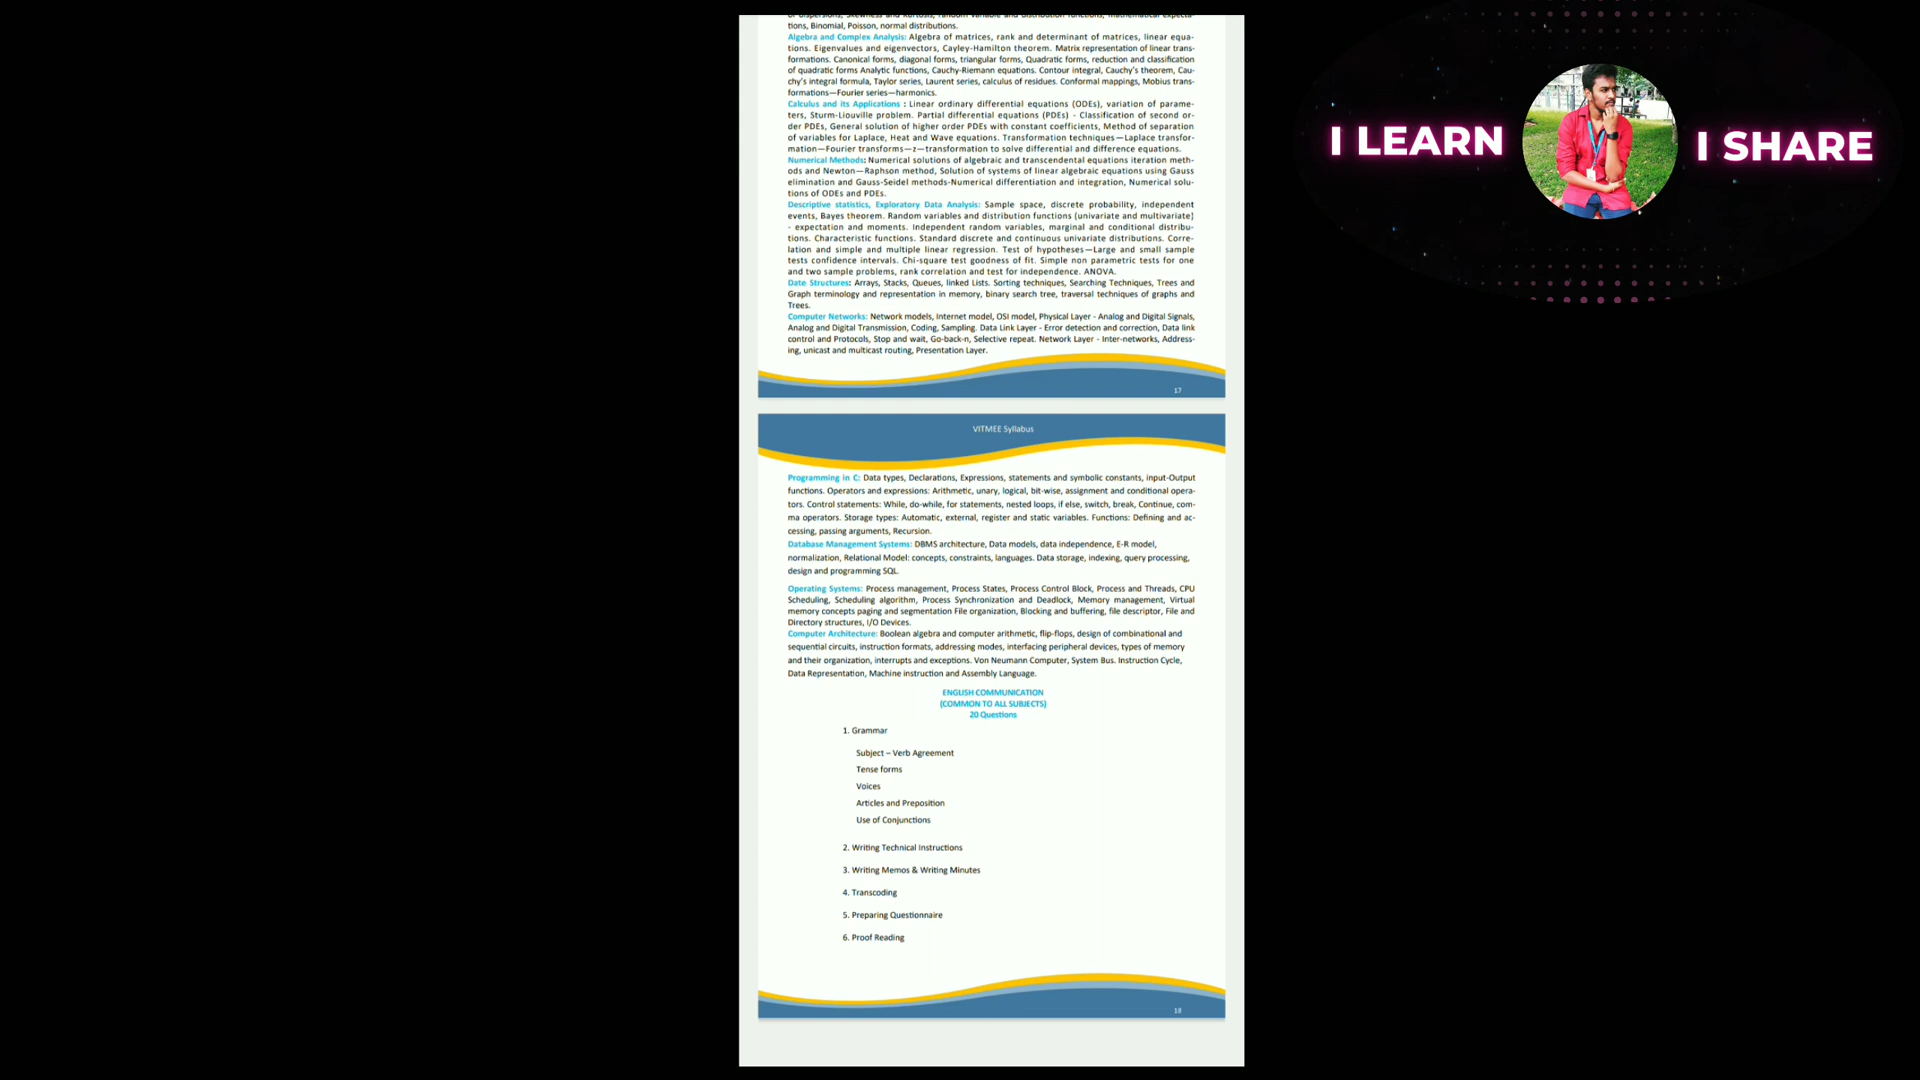 of dispersions, Skewness and Kurtosis, random variable and distribution functions, mathematical expecta-
tions, Binomial, Poisson, normal distributions.
Algebra and Complex Analysis: Algebra of matrices, rank and determinant of matrices, linear equa-
tions. Eigenvalues and eigenvectors, Cayley-Hamilton theorem. Matrix representation of linear trans-
formations. Canonical forms, diagonal forms, triangular forms, Quadratic forms, reduction and classification
of quadratic forms Analytic functions, Cauchy-Riemann equations. Contour integral, Cauchy's theorem, Cau-
chy's integral formula, Taylor series, Laurent series, calculus of residues. Conformal mappings, Mobius trans-
formations—Fourier series—harmonics.
Calculus and its Applications : Linear ordinary differential equations (ODEs), variation of parame-
ters, Sturm-Liouville problem. Partial differential equations (PDEs) - Classification of second or-
der PDEs, General solution of higher order PDEs with constant coefficients, Method of separation
of variables for Laplace, Heat and Wave equations. Transformation techniques—Laplace transfor-
mation—Fourier transforms—z—transformation to solve differential and difference equations.
Numerical Methods: Numerical solutions of algebraic and transcendental equations iteration meth-
ods and Newton—Raphson method, Solution of systems of linear algebraic equations using Gauss
elimination and Gauss-Seidel methods-Numerical differentiation and integration, Numerical solu-
tions of ODEs and PDEs.
Descriptive statistics, Exploratory Data Analysis: Sample space, discrete probability, independent
events, Bayes theorem. Random variables and distribution functions (univariate and multivariate)
- expectation and moments. Independent random variables, marginal and conditional distribu-
tions. Characteristic functions. Standard discrete and continuous univariate distributions. Corre-
lation and simple and multiple linear regression. Test of hypotheses—Large and small sample
tests confidence intervals. Chi-square test goodness of fit. Simple non parametric tests for one
and two sample problems, rank correlation and test for independence. ANOVA.
Date Structures: Arrays, Stacks, Queues, linked Lists. Sorting techniques, Searching Techniques, Trees and
Graph terminology and representation in memory, binary search tree, traversal techniques of graphs and
Trees.
Computer Networks: Network models, Internet model, OSI model, Physical Layer - Analog and Digital Signals,
Analog and Digital Transmission, Coding, Sampling. Data Link Layer - Error detection and correction, Data link
control and Protocols, Stop and wait, Go-back-n, Selective repeat. Network Layer - Inter-networks, Address-
ing, unicast and multicast routing, Presentation Layer.
17
VITMEE Syllabus
Programming in C: Data types, Declarations, Expressions, statements and symbolic constants, input-Output
functions. Operators and expressions: Arithmetic, unary, logical, bit-wise, assignment and conditional opera-
tors. Control statements: While, do-while, for statements, nested loops, if else, switch, break, Continue, com-
ma operators. Storage types: Automatic, external, register and static variables. Functions: Defining and ac-
cessing, passing arguments, Recursion.
Database Management Systems: DBMS architecture, Data models, data independence, E-R model,
normalization, Relational Model: concepts, constraints, languages. Data storage, indexing, query processing,
design and programming SQL.
Operating Systems: Process management, Process States, Process Control Block, Process and Threads, CPU
Scheduling, Scheduling algorithm, Process Synchronization and Deadlock, Memory management, Virtual
memory concepts paging and segmentation File organization, Blocking and buffering, file descriptor, File and
Directory structures, I/O Devices.
Computer Architecture: Boolean algebra and computer arithmetic, flip-flops, design of combinational and
sequential circuits, instruction formats, addressing modes, interfacing peripheral devices, types of memory
and their organization, interrupts and exceptions. Von Neumann Computer, System Bus. Instruction Cycle,
Data Representation, Machine instruction and Assembly Language.
ENGLISH COMMUNICATION
(COMMON TO ALL SUBJECTS)
20 Questions
1. Grammar
Subject – Verb Agreement
Tense forms
Voices
Articles and Preposition
Use of Conjunctions
2. Writing Technical Instructions
3. Writing Memos & Writing Minutes
4. Transcoding
5. Preparing Questionnaire
6. Proof Reading
18
I LEARN
I SHARE